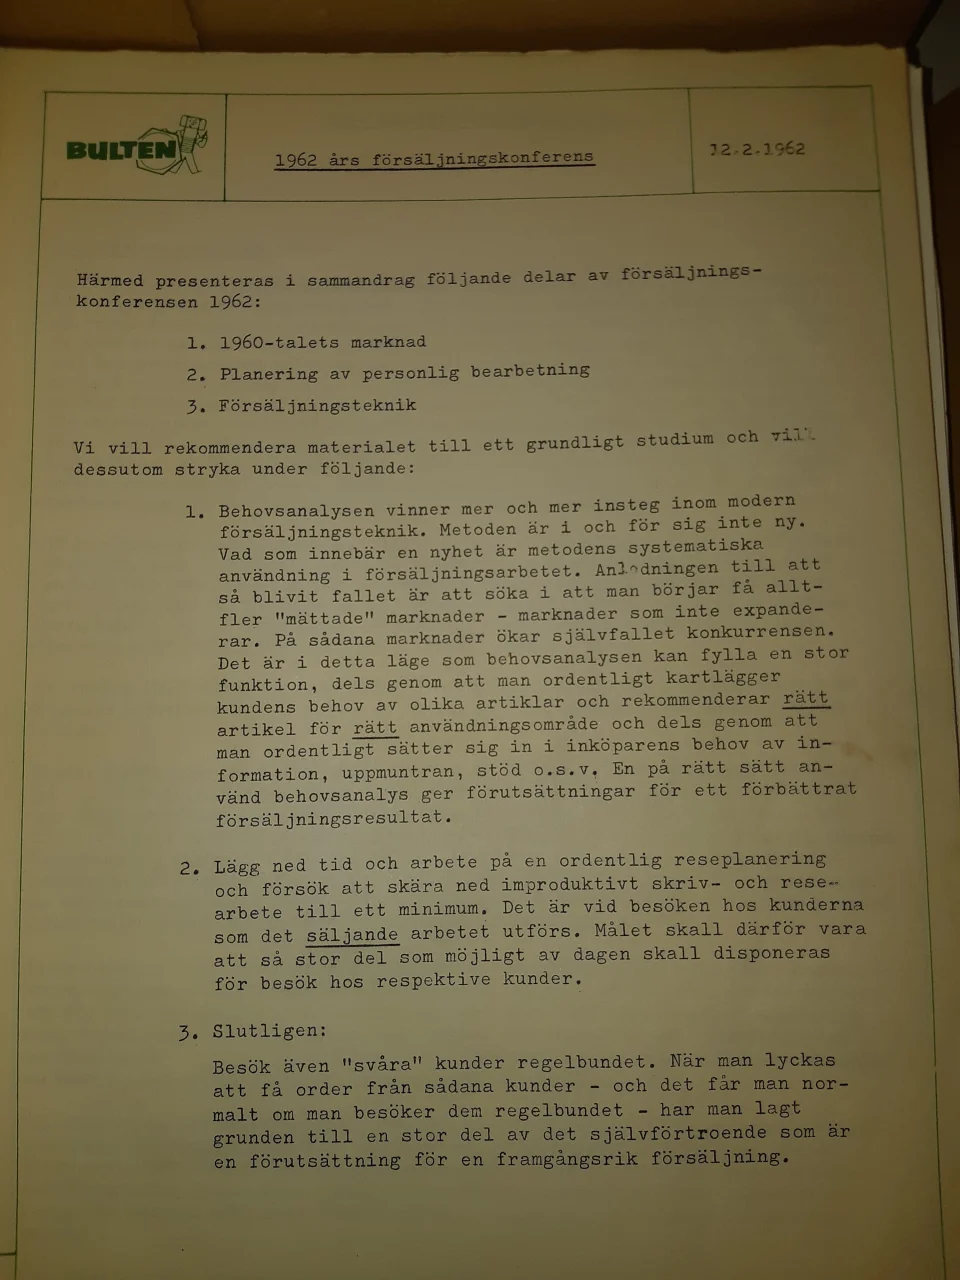 BULTEN
1962 års försäljningskonferens
12.2.1962
Härmed presenteras i sammandrag följande delar av försäljnings-
konferensen 1962:
1. 1960-talets marknad
2. Planering av personlig bearbetning
3. Försäljningsteknik
Vi vill rekommendera materialet till ett grundligt studium och vill
dessutom stryka under följande:
1. Behovsanalysen vinner mer och mer insteg inom modern
försäljningsteknik. Metoden är i och för sig inte ny.
Vad som innebär en nyhet är metodens systematiska
användning i försäljningsarbetet. Anledningen till att
så blivit fallet är att söka i att man börjar få allt-
fler "mättade" marknader - marknader som inte expande-
rar. På sådana marknader ökar självfallet konkurrensen.
Det är i detta läge som behovsanalysen kan fylla en stor
funktion, dels genom att man ordentligt kartlägger
kundens behov av olika artiklar och rekommenderar rätt
artikel för rätt användningsområde och dels genom att
man ordentligt sätter sig in i inköparens behov av in-
formation, uppmuntran, stöd o.s.v. En på rätt sätt an-
vänd behovsanalys ger förutsättningar för ett förbättrat
försäljningsresultat.
2. Lägg ned tid och arbete på en ordentlig reseplanering
och försök att skära ned improduktivt skriv- och rese-
arbete till ett minimum. Det är vid besöken hos kunderna
som det säljande arbetet utförs. Målet skall därför vara
att så stor del som möjligt av dagen skall disponeras
för besök hos respektive kunder.
3. Slutligen:
Besök även "svåra" kunder regelbundet. När man lyckas
att få order från sådana kunder - och det får man nor-
malt om man besöker dem regelbundet - har man lagt
grunden till en stor del av det självförtroende som är
en förutsättning för en framgångsrik försäljning.